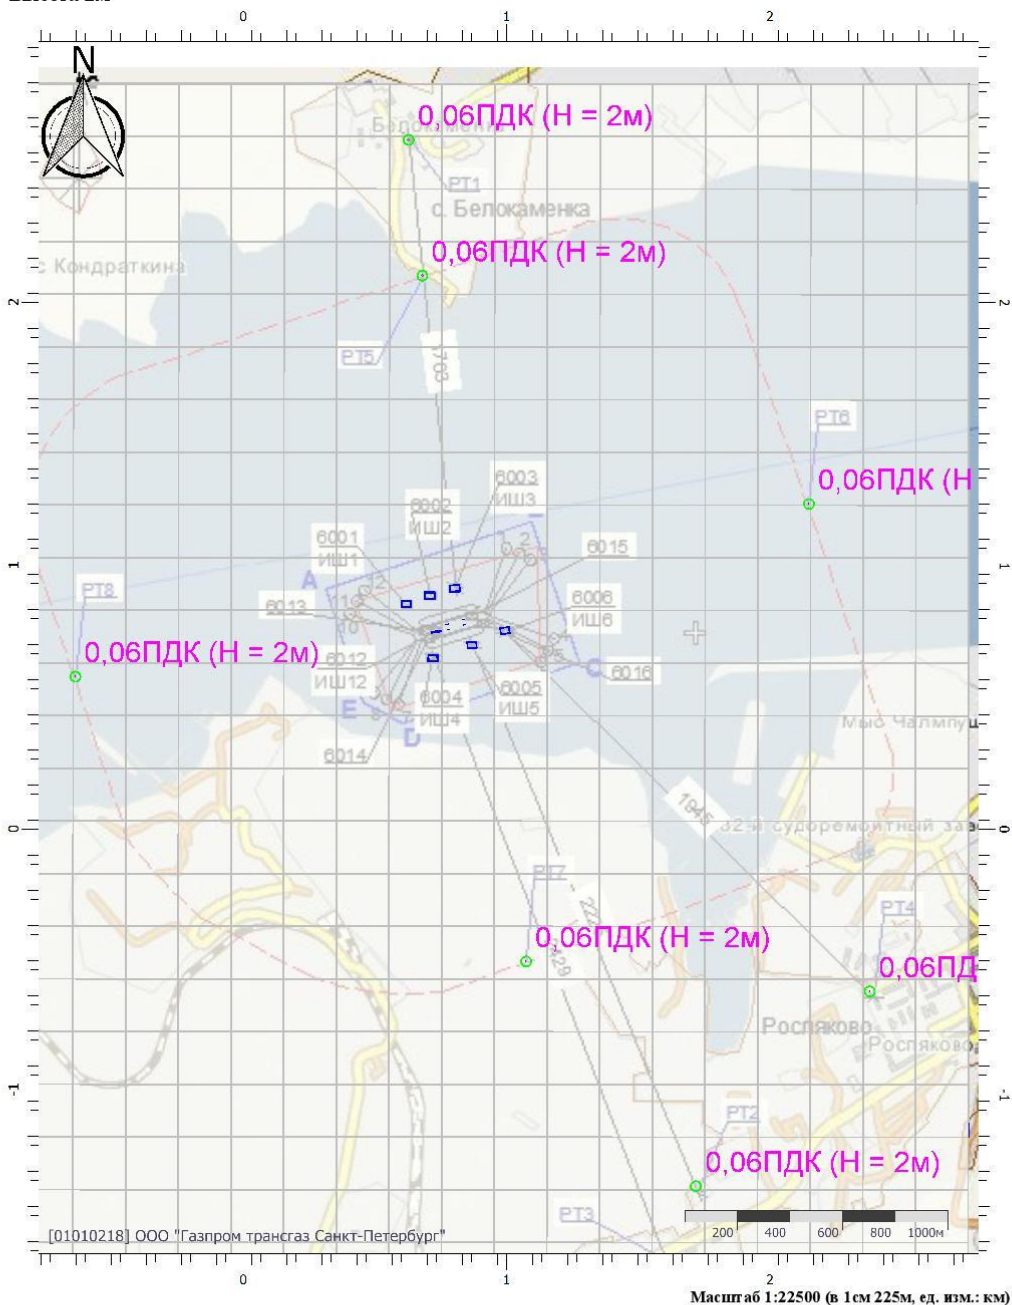 0 1 2
N
0,06ПДК (Н = 2м)
Белокаменка
РТ1
с. Белокаменка
0,06ПДК (Н = 2м)
с Кондраткина
2 2
РТ5
1703
РТ6
0,06ПДК (Н
6003
ИШ3
6002
ИШ2
6001
ИШ1
6015
1 1
А
РТ8
6013
6006
ИШ6
0,06ПДК (Н = 2м)
6012
ИШ12
6004
ИШ4
6005
ИШ5
С
6016
Е
D
6014
Мыс Чалмпуш
1946
0 0
32-й судоремонтный зав
РТ7
РТ4
0,06ПДК (Н = 2м)
0,06ПД
Росляково
Росляково
-1 -1
РТ2
0,06ПДК (Н = 2м)
РТ3
200 400 600 800 1000м
[01010218] ООО "Газпром трансгаз Санкт-Петербург"
0 1 2
Масштаб 1:22500 (в 1см 225м, ед. изм.: км)